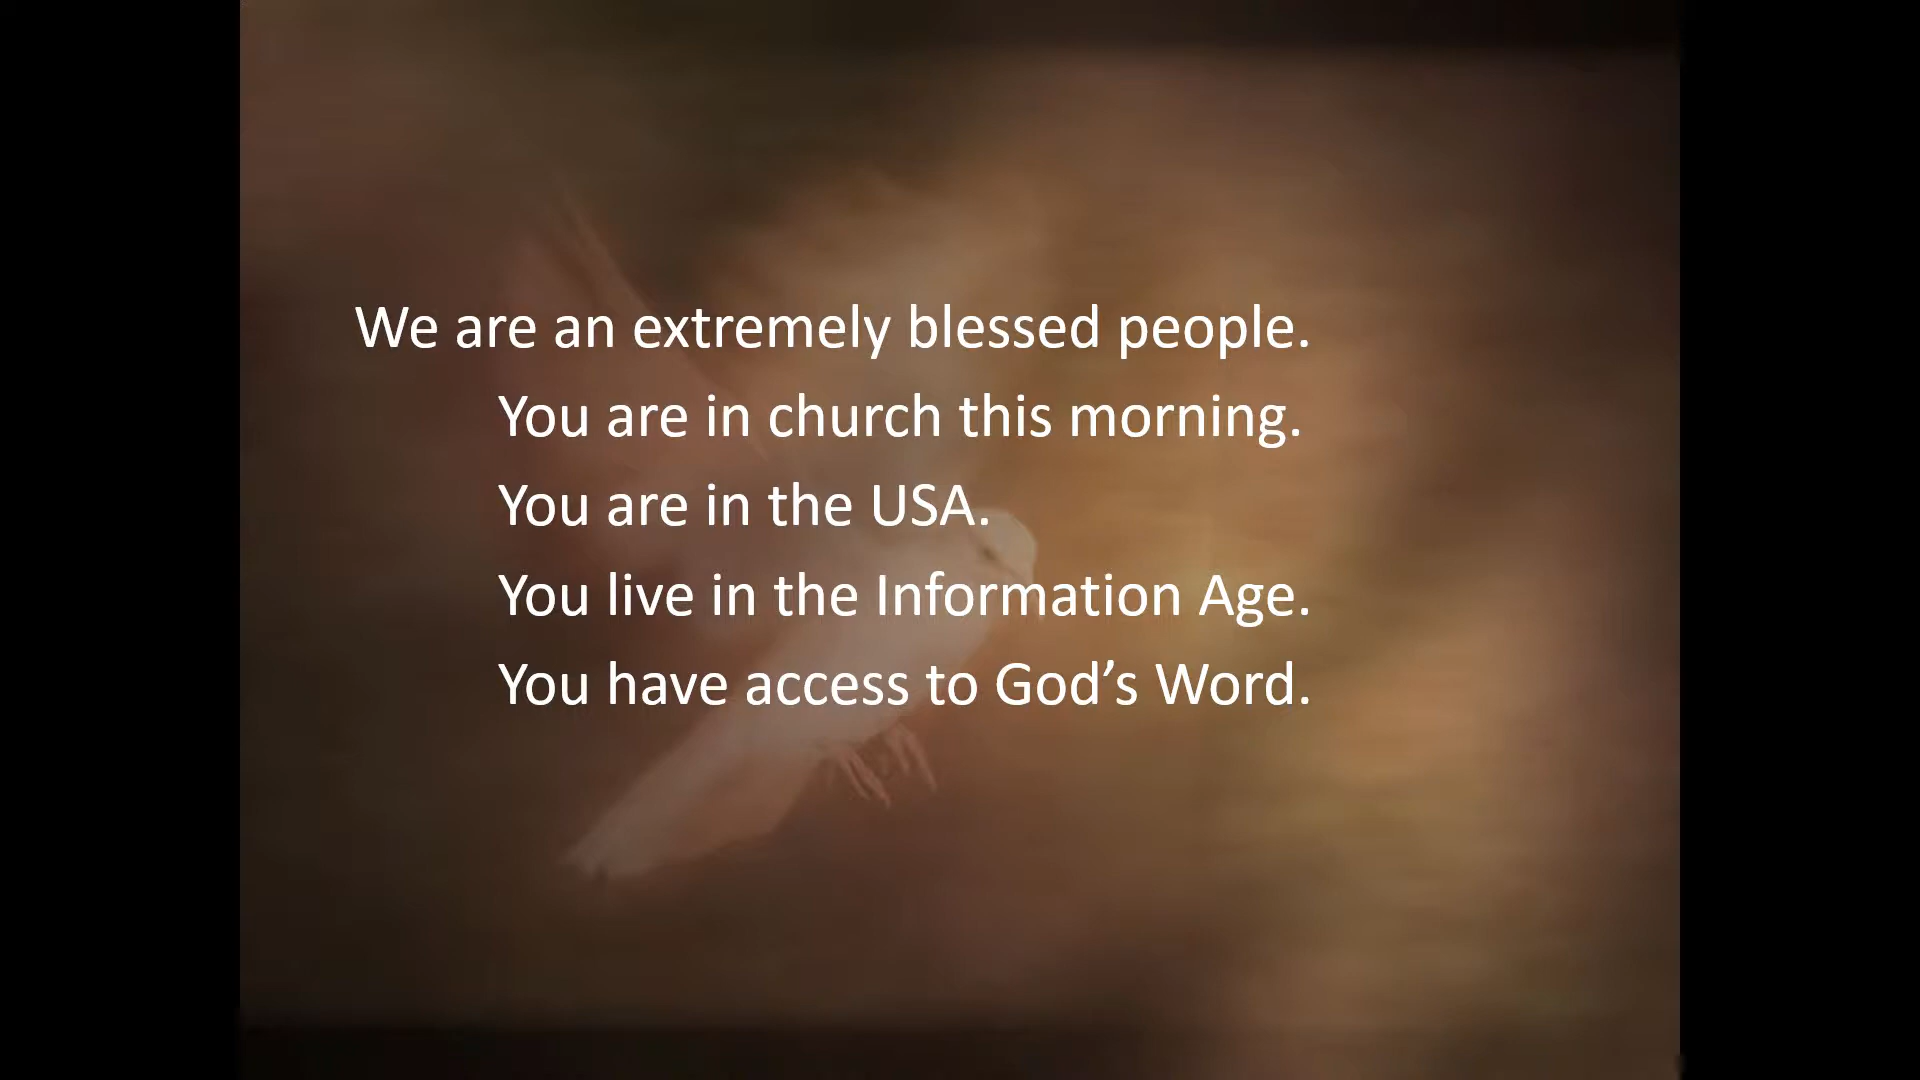 We are an extremely blessed people.
You are in church this morning.
You are in the USA.
You live in the Information Age.
You have access to God’s Word.